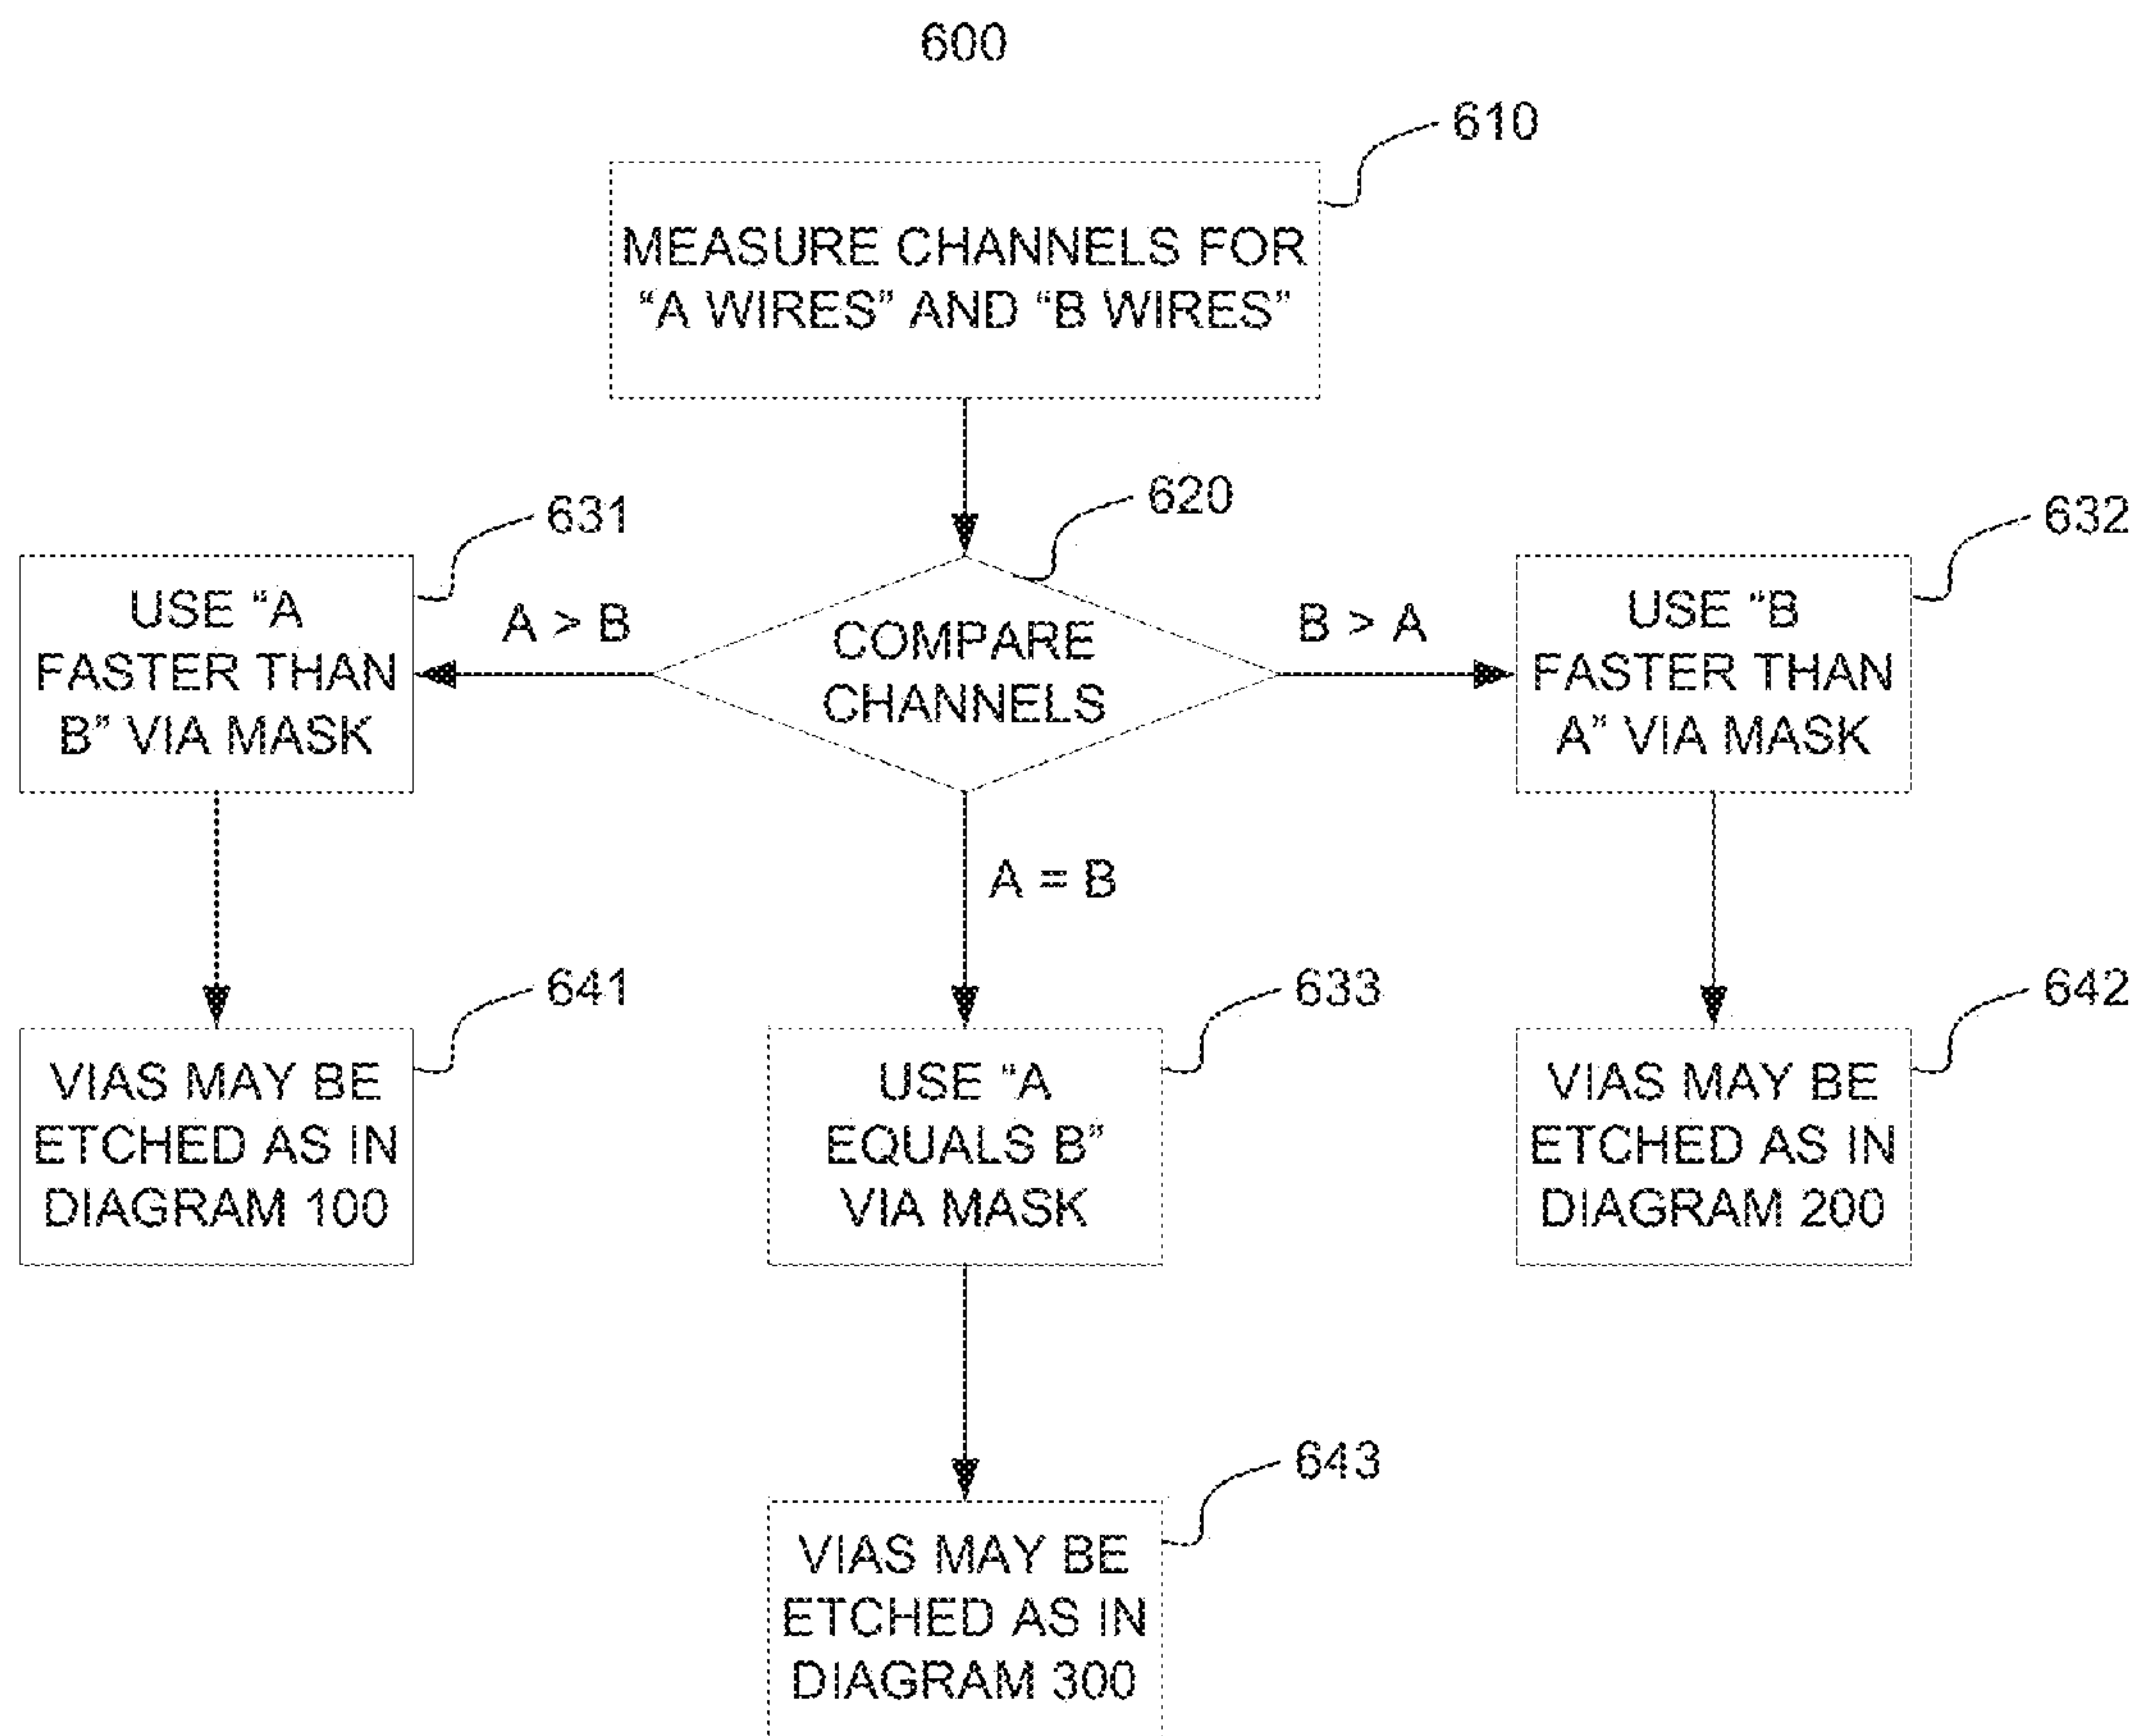 600
610
MEASURE CHANNELS FOR
“A WIRES” AND “B WIRES”
620
631
632
USE “A
FASTER THAN
B” VIA MASK
A > B
COMPARE
CHANNELS
B > A
USE “B
FASTER THAN
A” VIA MASK
A = B
641
633
642
VIAS MAY BE
ETCHED AS IN
DIAGRAM 100
USE “A
EQUALS B”
VIA MASK
VIAS MAY BE
ETCHED AS IN
DIAGRAM 200
643
VIAS MAY BE
ETCHED AS IN
DIAGRAM 300